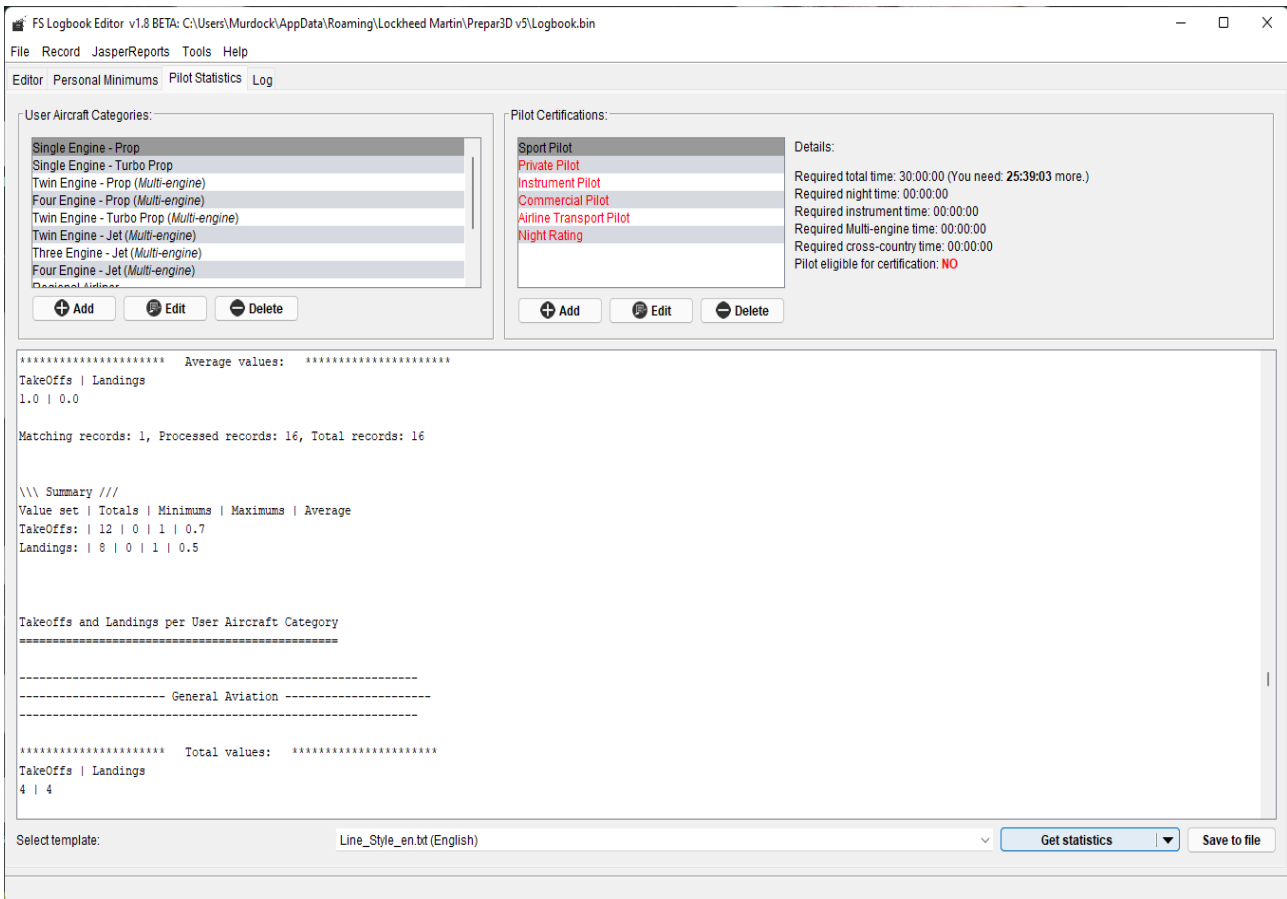 FS Logbook Editor v1.8 BETA: C:\Users\Murdock\AppData\Roaming\Lockheed Martin\Prepar3D v5\Logbook.bin
File Record JasperReports Tools Help
Editor Personal Minimums Pilot Statistics Log
User Aircraft Categories:
Single Engine - Prop
Single Engine - Turbo Prop
Twin Engine - Prop (Multi-engine)
Four Engine - Prop (Multi-engine)
Twin Engine - Turbo Prop (Multi-engine)
Twin Engine - Jet (Multi-engine)
Three Engine - Jet (Multi-engine)
Four Engine - Jet (Multi-engine)
Regional Airliner
Add Edit Delete
Pilot Certifications:
Sport Pilot
Private Pilot
Instrument Pilot
Commercial Pilot
Airline Transport Pilot
Night Rating
Add Edit Delete
Details:
Required total time: 30:00:00 (You need: 25:39:03 more.)
Required night time: 00:00:00
Required instrument time: 00:00:00
Required Multi-engine time: 00:00:00
Required cross-country time: 00:00:00
Pilot eligible for certification: NO
********************** Average values: **********************
TakeOffs | Landings
1.0 | 0.0
Matching records: 1, Processed records: 16, Total records: 16
\\\ Summary ///
Value set | Totals | Minimums | Maximums | Average
TakeOffs: | 12 | 0 | 1 | 0.7
Landings: | 8 | 0 | 1 | 0.5
Takeoffs and Landings per User Aircraft Category
================================================
------------------------------------------------------------
---------------------- General Aviation ----------------------
------------------------------------------------------------
********************** Total values: **********************
TakeOffs | Landings
4 | 4
Select template: Line_Style_en.txt (English) Get statistics Save to file